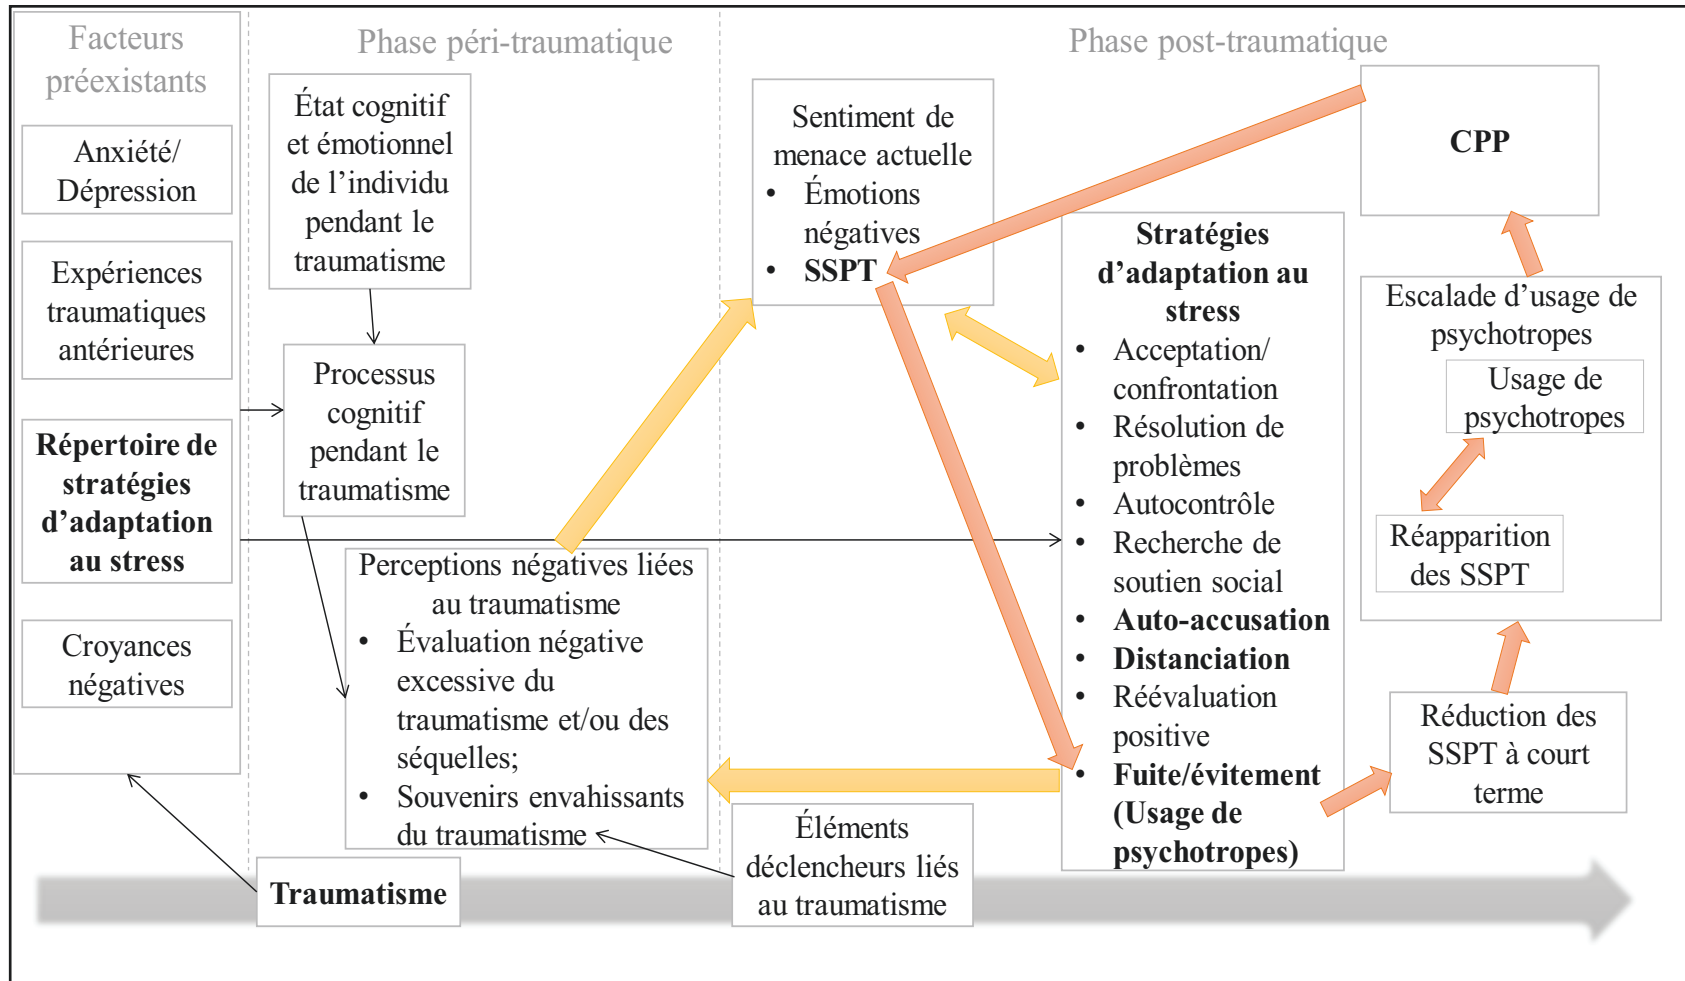 Facteurs
préexistants
Anxiété/
Dépression
Expériences
traumatiques
antérieures
Répertoire de
stratégies
d’adaptation
au stress
Croyances
négatives
Phase péri-traumatique
État cognitif
et émotionnel
de l’individu
pendant le
traumatisme
Processus
cognitif
pendant le
traumatisme
Perceptions négatives liées
au traumatisme
• Évaluation négative
excessive du
traumatisme et/ou des
séquelles;
• Souvenirs envahissants
du traumatisme
Traumatisme
Phase post-traumatique
Sentiment de
menace actuelle
• Émotions
négatives
• SSPT
Éléments
déclencheurs liés
au traumatisme
Stratégies
d’adaptation au
stress
• Acceptation/
confrontation
• Résolution de
problèmes
• Autocontrôle
• Recherche de
soutien social
• Auto-accusation
• Distanciation
• Réévaluation
positive
• Fuite/évitement
(Usage de
psychotropes)
CPP
Escalade d’usage de
psychotropes
Usage de
psychotropes
Réapparition
des SSPT
Réduction des
SSPT à court
terme